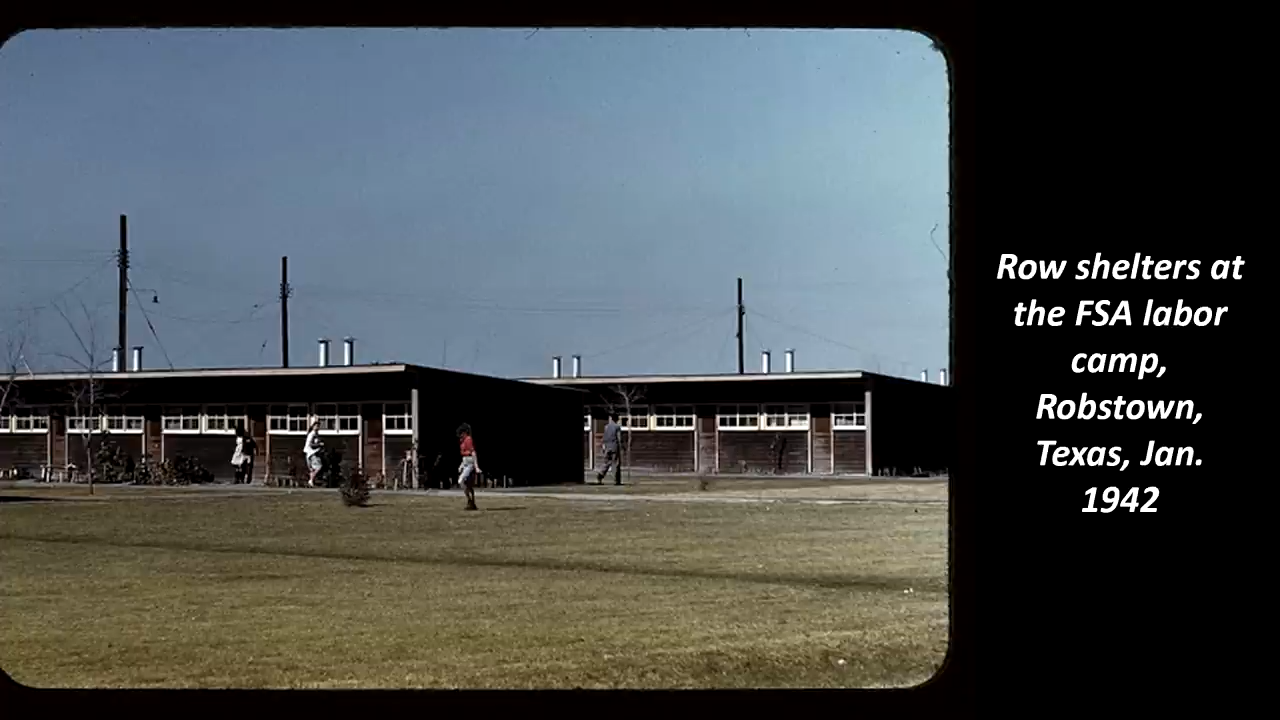 Row shelters at
the FSA labor
camp,
Robstown,
Texas, Jan.
1942